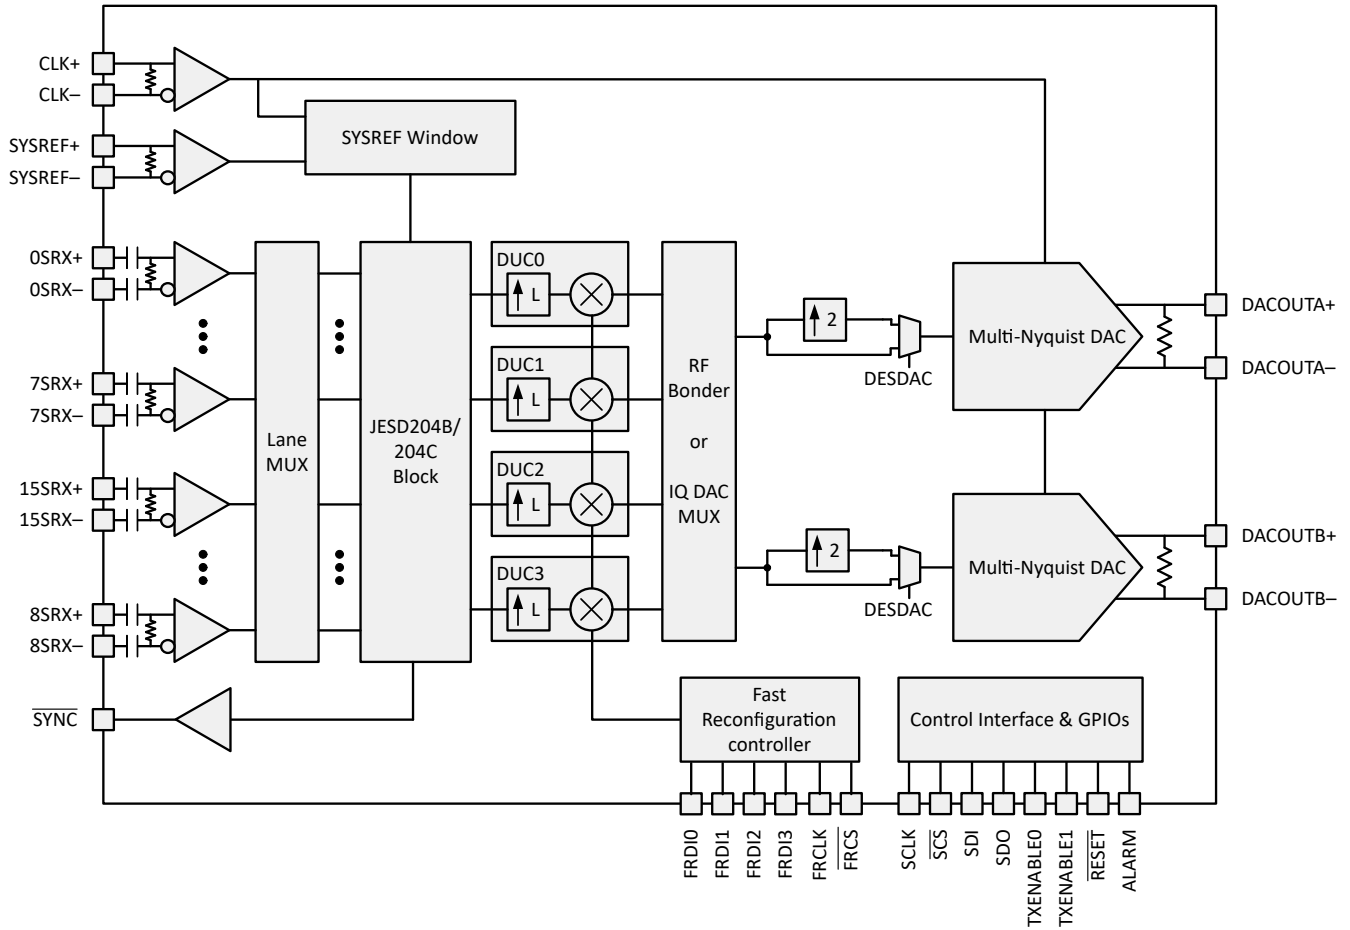 CLK+
CLK–
SYSREF+
SYSREF–
SYSREF Window
0SRX+
0SRX–
7SRX+
7SRX–
15SRX+
15SRX–
8SRX+
8SRX–
SYNC
Lane
MUX
JESD204B/
204C
Block
DUC0
L
DUC1
L
DUC2
L
DUC3
L
RF
Bonder
or
IQ DAC
MUX
2
DESDAC
Multi-Nyquist DAC
DACOUTA+
DACOUTA–
2
DESDAC
Multi-Nyquist DAC
DACOUTB+
DACOUTB–
Fast
Reconfiguration
controller
Control Interface & GPIOs
FRDI0
FRDI1
FRDI2
FRDI3
FRCLK
FRCS
SCLK
SCS
SDI
SDO
TXENABLE0
TXENABLE1
RESET
ALARM